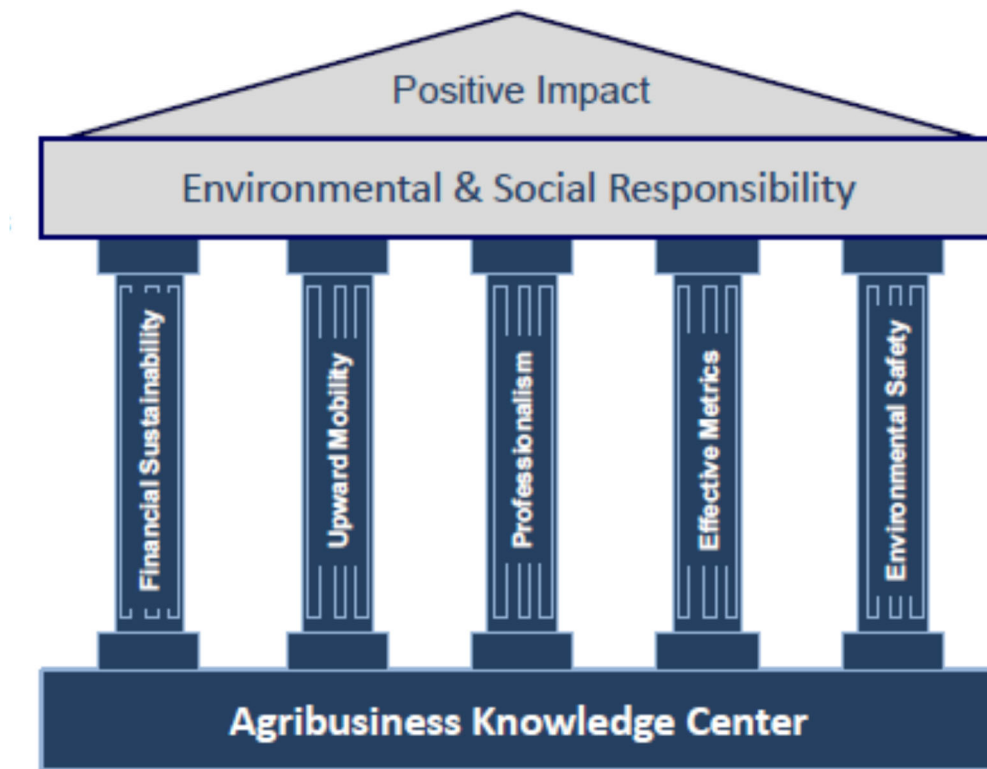 Positive Impact
Environmental & Social Responsibility
Financial Sustainability
Upward Mobility
Professionalism
Effective Metrics
Environmental Safety
Agribusiness Knowledge Center